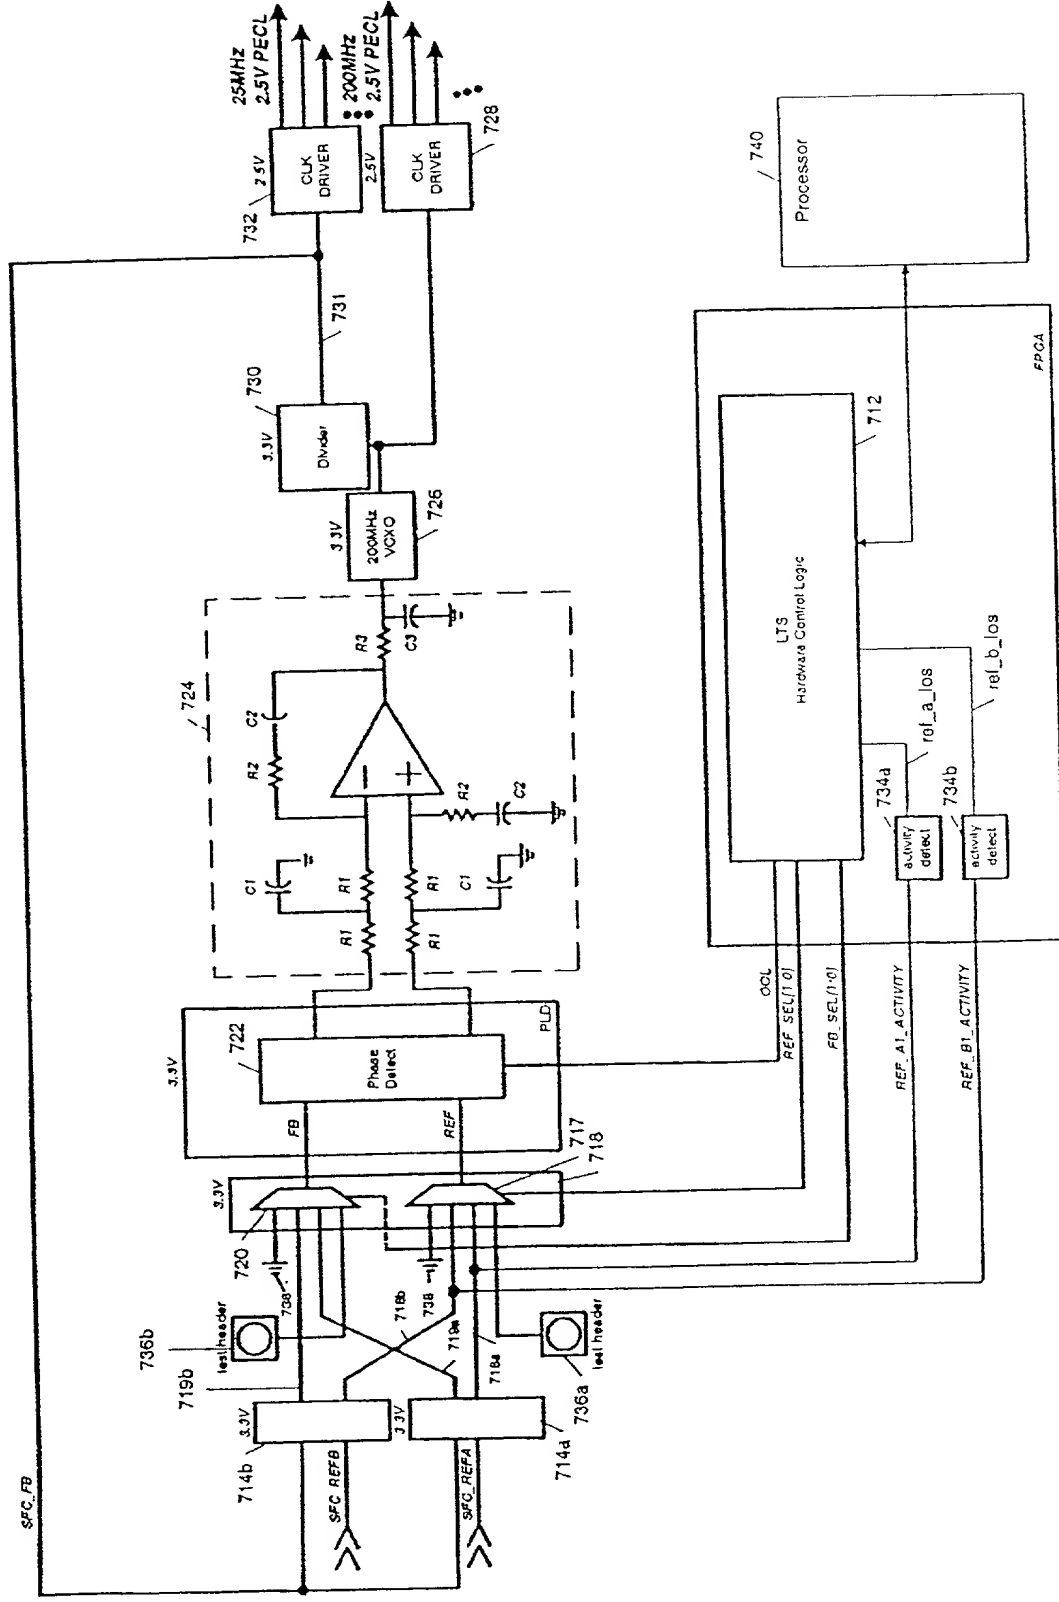 SFC_FB
25MHz
2.5V PECL
200MHz
2.5V PECL
2.5V
CLK
DRIVER
732
2.5V
CLK
DRIVER
728
731
730
3.3V
Divider
3.3V
200MHz
VCXO
726
724
C2
R2
R3
C3
C1
R1
R1
R1
R1
C1
R2
C2
3.3V
722
Phase
Detect
PLD
FB
REF
717
718
3.3V
720
738
738
736b
test header
719b
718b
719a
718a
test header
736a
3.3V
714b
3.3V
714a
SFC_REFB
SFC_REFA
740
Processor
FPGA
712
LTS
Hardware Control Logic
ref_a_los
ref_b_los
734a
activity
detect
734b
activity
detect
OCL
REF_SEL[1:0]
FB_SEL[1:0]
REF_A1_ACTIVITY
REF_B1_ACTIVITY